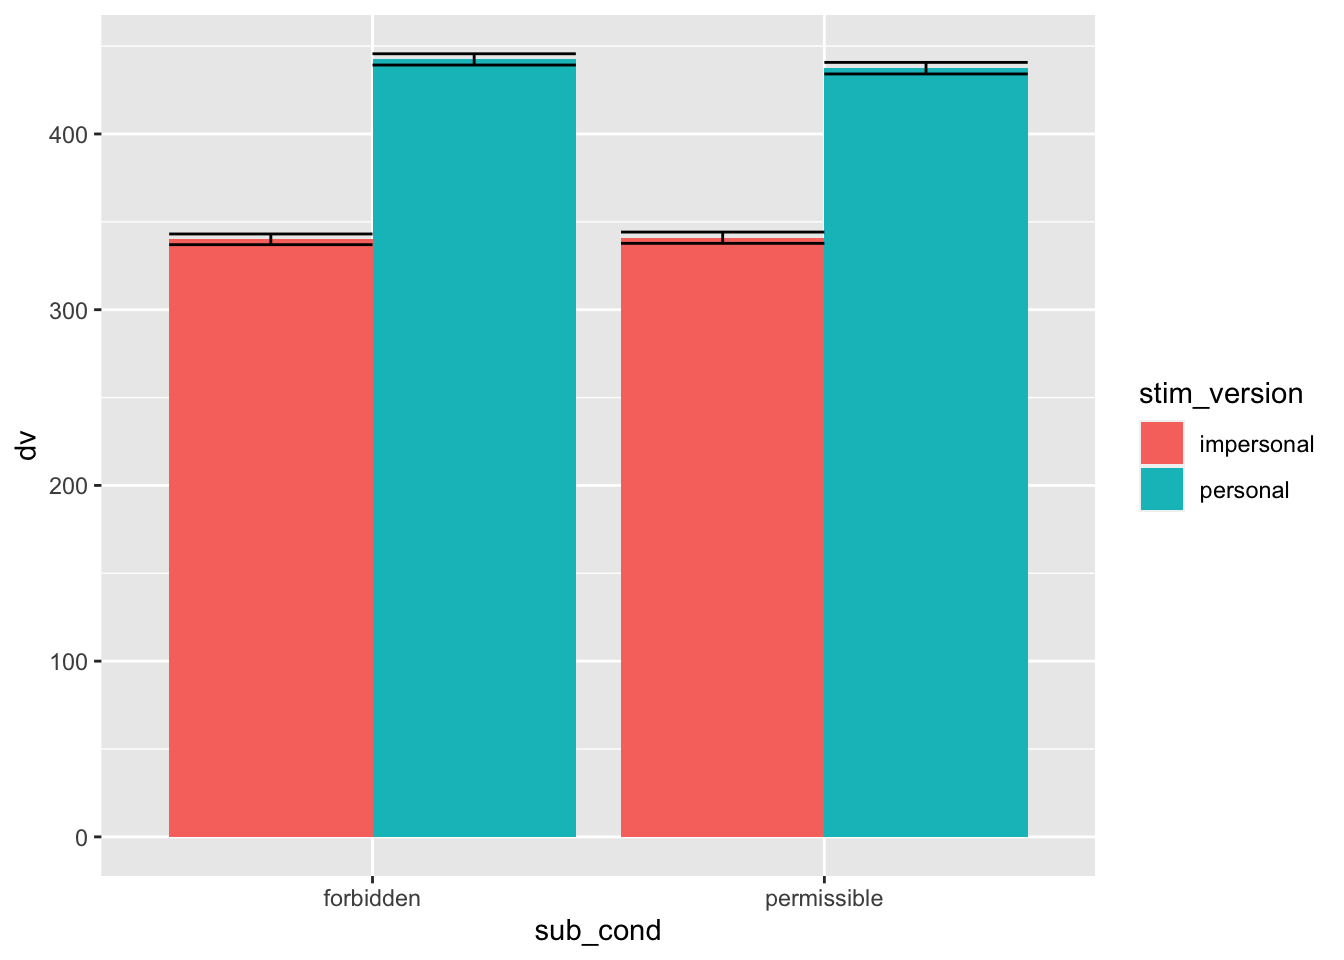 400
300
200
100
0
dv
forbidden
permissible
sub_cond
stim_version
impersonal
personal